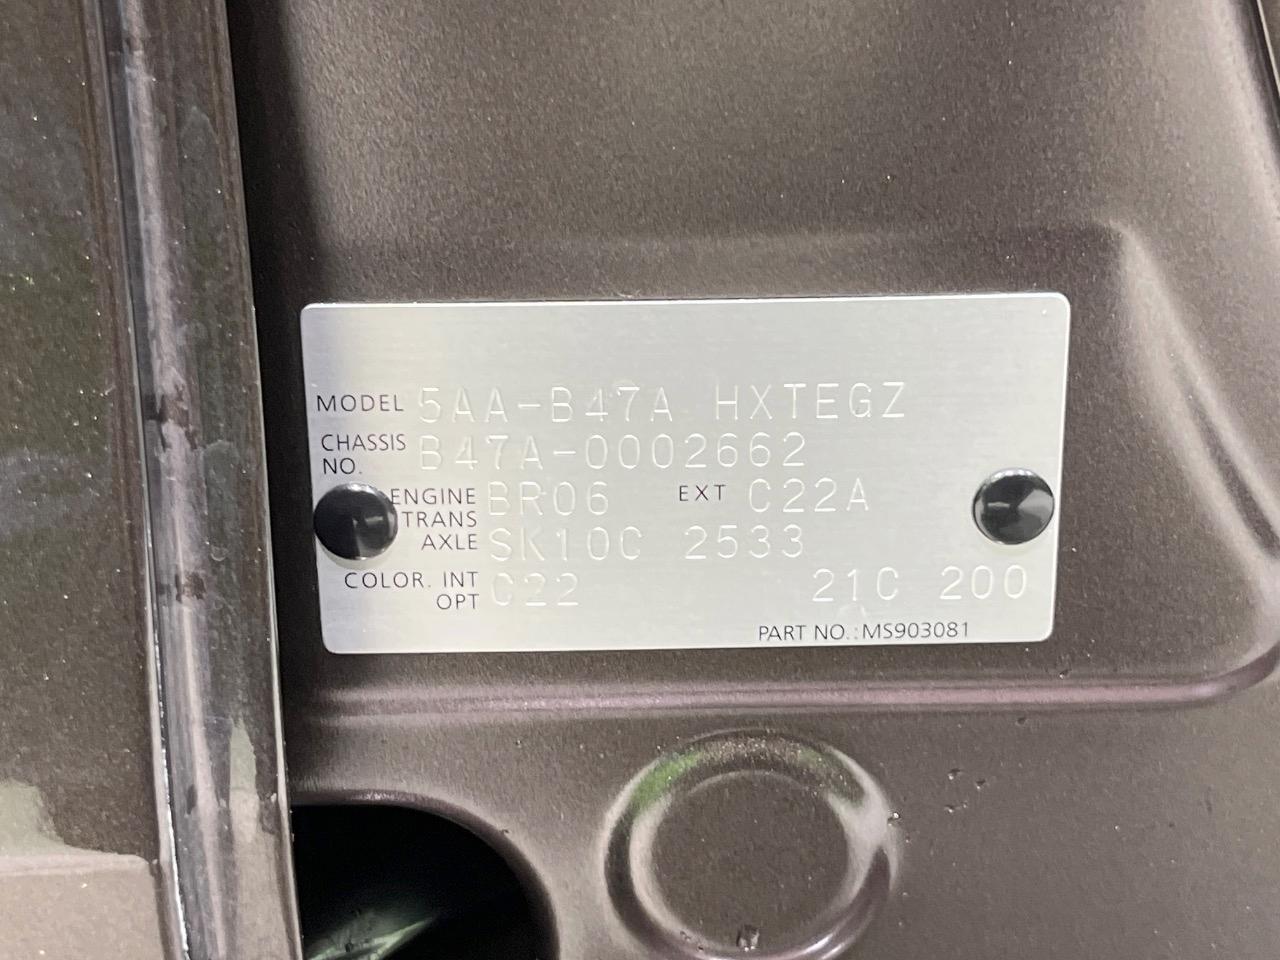 MODEL 5AA-B47A HXTEGZ
CHASSIS NO. B47A-0002662
ENGINE BR06 EXT C22A
TRANS AXLE SK10C 2533
COLOR. INT OPT C22 21C 200
PART NO.:MS903081